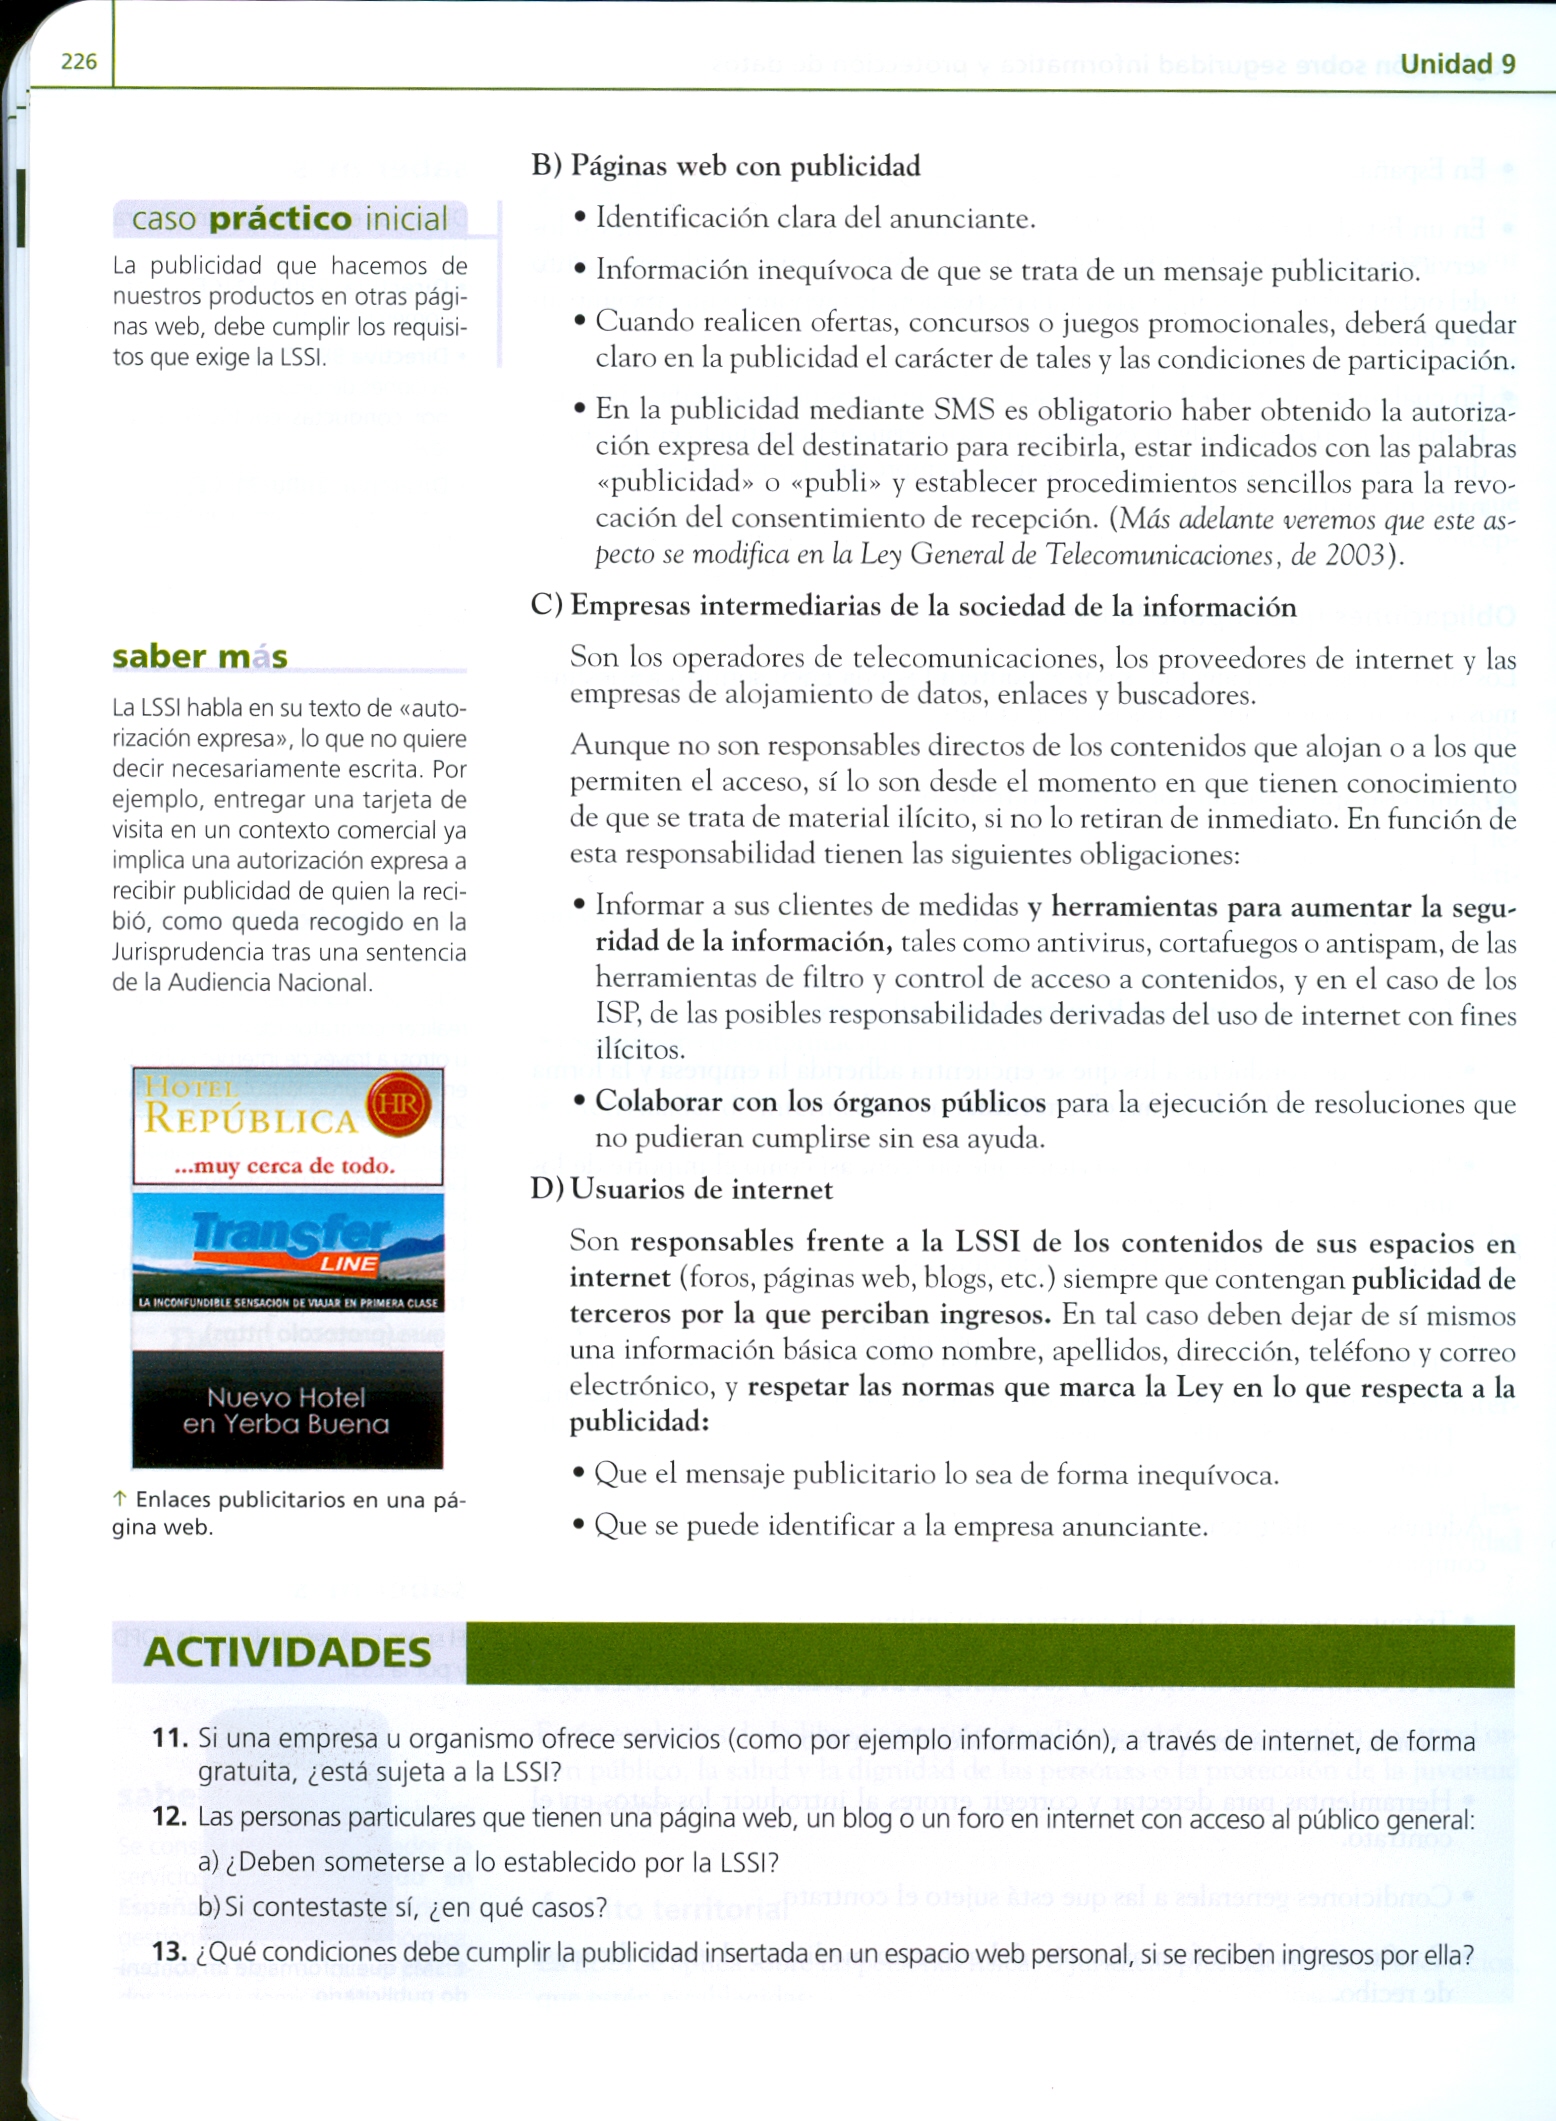 226
Unidad 9
B) Páginas web con publicidad
• Identificación clara del anunciante.
• Información inequívoca de que se trata de un mensaje publicitario.
• Cuando realicen ofertas, concursos o juegos promocionales, deberá quedar
claro en la publicidad el carácter de tales y las condiciones de participación.
• En la publicidad mediante SMS es obligatorio haber obtenido la autoriza-
ción expresa del destinatario para recibirla, estar indicados con las palabras
«publicidad» o «publi» y establecer procedimientos sencillos para la revo-
cación del consentimiento de recepción. (Más adelante veremos que este as-
pecto se modifica en la Ley General de Telecomunicaciones, de 2003).
C) Empresas intermediarias de la sociedad de la información
Son los operadores de telecomunicaciones, los proveedores de internet y las
empresas de alojamiento de datos, enlaces y buscadores.
Aunque no son responsables directos de los contenidos que alojan o a los que
permiten el acceso, sí lo son desde el momento en que tienen conocimiento
de que se trata de material ilícito, si no lo retiran de inmediato. En función de
esta responsabilidad tienen las siguientes obligaciones:
• Informar a sus clientes de medidas y herramientas para aumentar la segu-
ridad de la información, tales como antivirus, cortafuegos o antispam, de las
herramientas de filtro y control de acceso a contenidos, y en el caso de los
ISP, de las posibles responsabilidades derivadas del uso de internet con fines
ilícitos.
• Colaborar con los órganos públicos para la ejecución de resoluciones que
no pudieran cumplirse sin esa ayuda.
D) Usuarios de internet
Son responsables frente a la LSSI de los contenidos de sus espacios en
internet (foros, páginas web, blogs, etc.) siempre que contengan publicidad de
terceros por la que perciban ingresos. En tal caso deben dejar de sí mismos
una información básica como nombre, apellidos, dirección, teléfono y correo
electrónico, y respetar las normas que marca la Ley en lo que respecta a la
publicidad:
• Que el mensaje publicitario lo sea de forma inequívoca.
• Que se puede identificar a la empresa anunciante.
caso práctico inicial
La publicidad que hacemos de
nuestros productos en otras pági-
nas web, debe cumplir los requisi-
tos que exige la LSSI.
saber más
La LSSI habla en su texto de «auto-
rización expresa», lo que no quiere
decir necesariamente escrita. Por
ejemplo, entregar una tarjeta de
visita en un contexto comercial ya
implica una autorización expresa a
recibir publicidad de quien la reci-
bió, como queda recogido en la
Jurisprudencia tras una sentencia
de la Audiencia Nacional.
HOTEL
REPÚBLICA
HR
...muy cerca de todo.
Transfer
LINE
LA INCONFUNDIBLE SENSACION DE VIAJAR EN PRIMERA CLASE
Nuevo Hotel
en Yerba Buena
↑ Enlaces publicitarios en una pá-
gina web.
ACTIVIDADES
11. Si una empresa u organismo ofrece servicios (como por ejemplo información), a través de internet, de forma
gratuita, ¿está sujeta a la LSSI?
12. Las personas particulares que tienen una página web, un blog o un foro en internet con acceso al público general:
a) ¿Deben someterse a lo establecido por la LSSI?
b) Si contestaste sí, ¿en qué casos?
13. ¿Qué condiciones debe cumplir la publicidad insertada en un espacio web personal, si se reciben ingresos por ella?